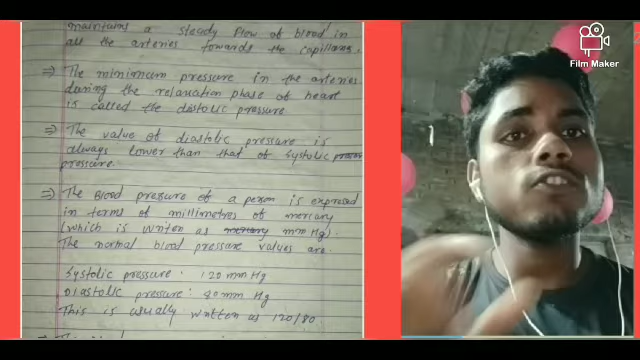 maintains a steady flow of blood in
all the arteries towards the capillaries.
⇒ The minimum pressure in the arteries
during the relaxation phase of heart
is called the distolic pressure
⇒ The value of diastolic pressure is
always lower than that of systolic
pressure.
⇒ The Blood pressure of a person is expressed
in terms of millimetres of mercury
(which is written as mm Hg).
The normal blood pressure values are
Systolic pressure : 120 mm Hg
Diastolic pressure : 80 mm Hg
This is usually written as 120/80
Film Maker